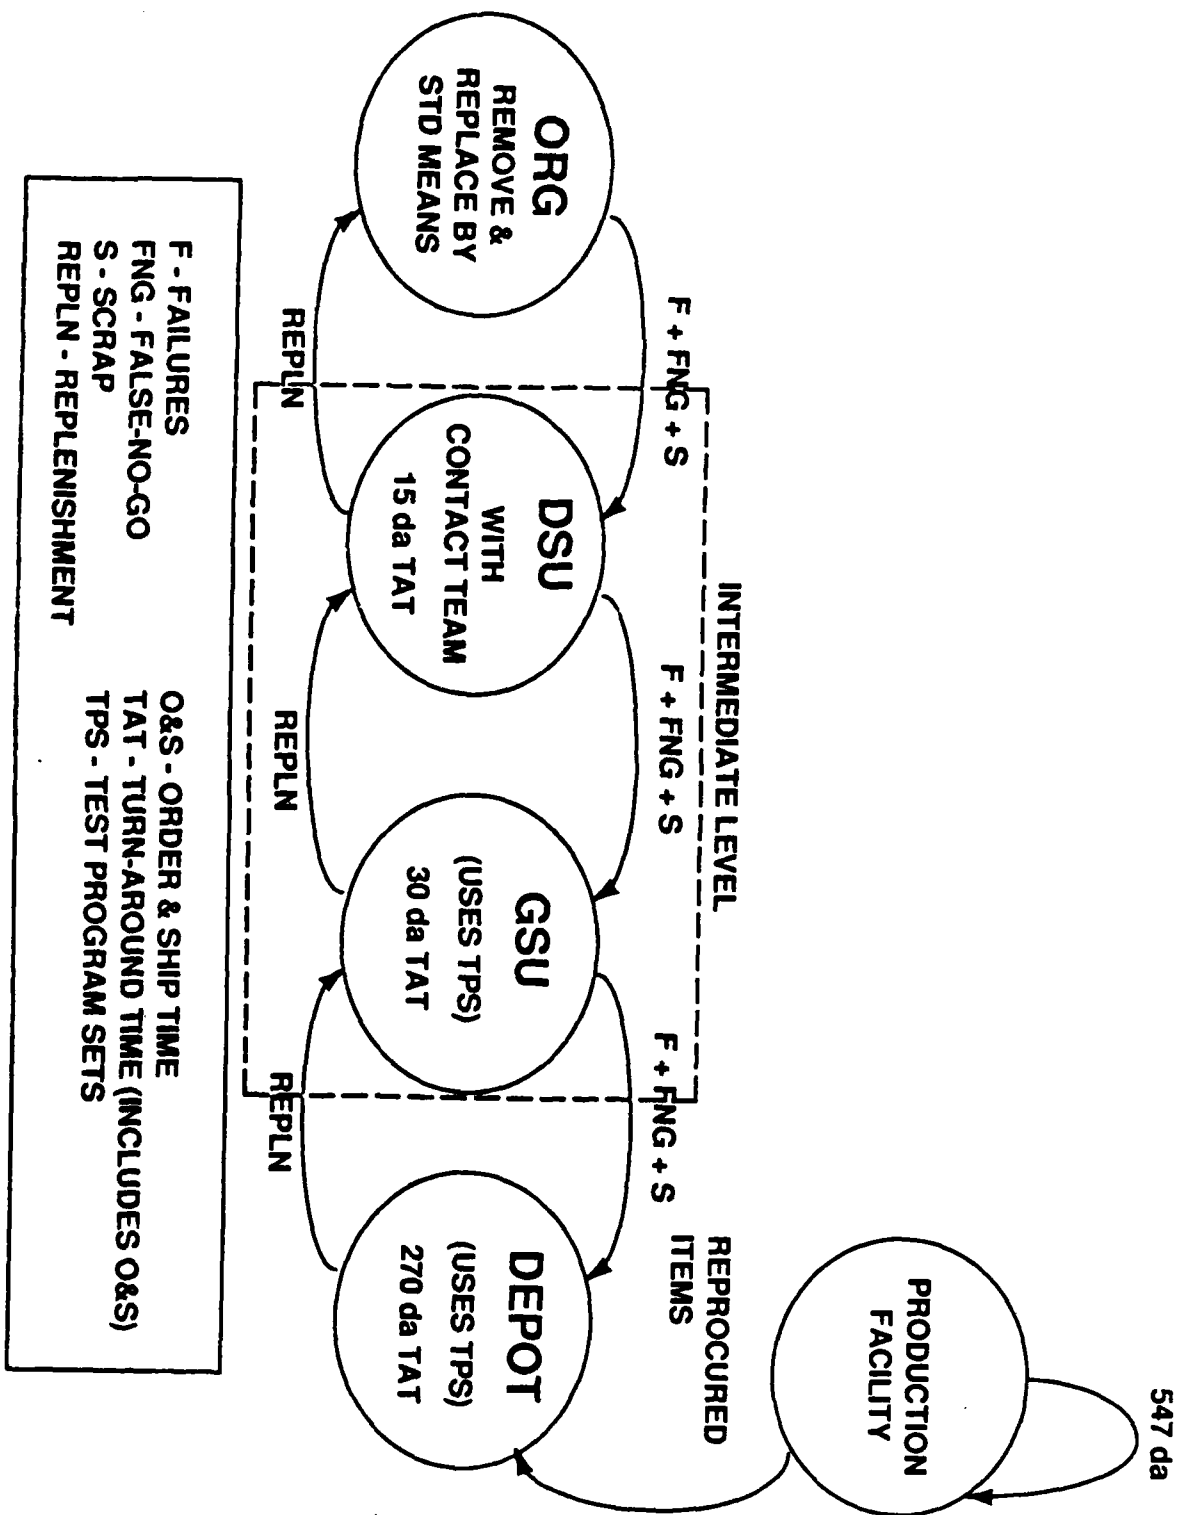 547 da
PRODUCTION
FACILITY
REPROCURED
ITEMS
INTERMEDIATE LEVEL
F + FNG + S
F + FNG + S
F + FNG + S
ORG
REMOVE &
REPLACE BY
STD MEANS
DSU
WITH
CONTACT TEAM
15 da TAT
GSU
(USES TPS)
30 da TAT
DEPOT
(USES TPS)
270 da TAT
REPLN
REPLN
REPLN
F - FAILURES
FNG - FALSE-NO-GO
S - SCRAP
REPLN - REPLENISHMENT
O&S - ORDER & SHIP TIME
TAT - TURN-AROUND TIME (INCLUDES O&S)
TPS - TEST PROGRAM SETS